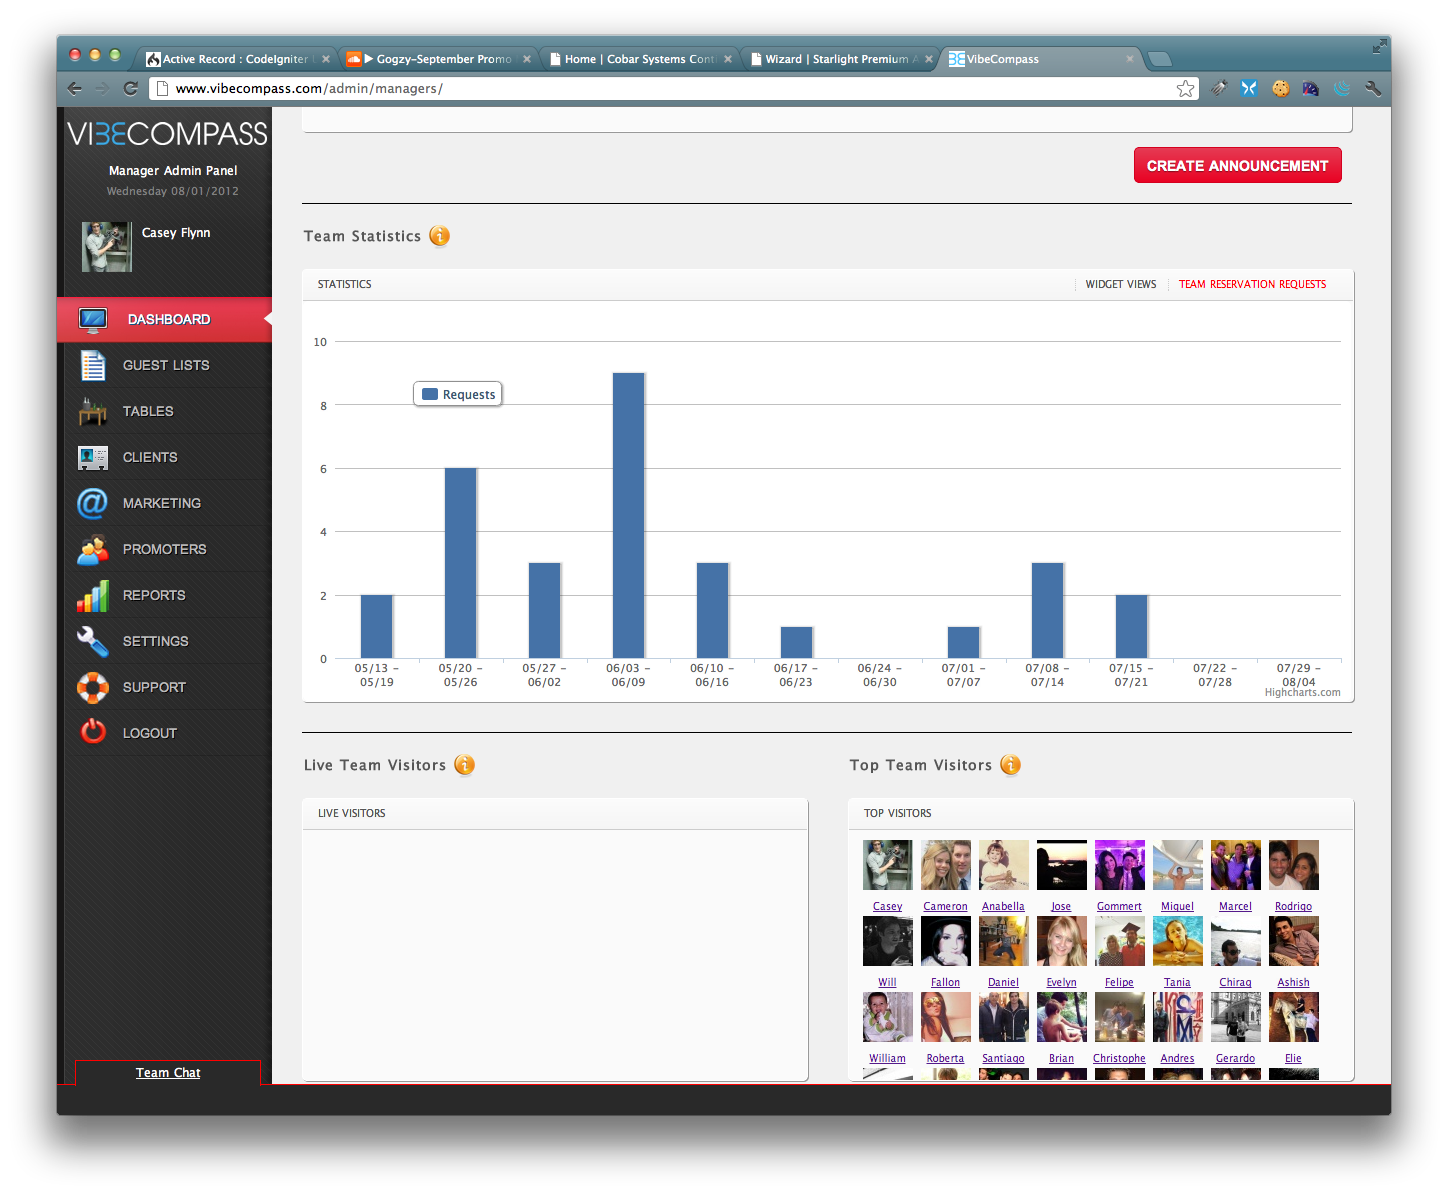 Active Record : CodeIgniter
Gogzy-September Promo
Home | Cobar Systems Cont
Wizard | Starlight Premium A
VibeCompass
www.vibecompass.com/admin/managers/
VIBECOMPASS
Manager Admin Panel
Wednesday 08/01/2012
Casey Flynn
DASHBOARD
GUEST LISTS
TABLES
CLIENTS
MARKETING
PROMOTERS
REPORTS
SETTINGS
SUPPORT
LOGOUT
Team Chat
CREATE ANNOUNCEMENT
Team Statistics
STATISTICS
WIDGET VIEWS
TEAM RESERVATION REQUESTS
10
8
6
4
2
0
Requests
05/13 –
05/19
05/20 –
05/26
05/27 –
06/02
06/03 –
06/09
06/10 –
06/16
06/17 –
06/23
06/24 –
06/30
07/01 –
07/07
07/08 –
07/14
07/15 –
07/21
07/22 –
07/28
07/29 –
08/04
Highcharts.com
Live Team Visitors
LIVE VISITORS
Top Team Visitors
TOP VISITORS
Casey Cameron Anabella Jose Gommert Miguel Marcel Rodrigo
Will Fallon Daniel Evelyn Felipe Tania Chirag Ashish
William Roberta Santiago Brian Christophe Andres Gerardo Elie